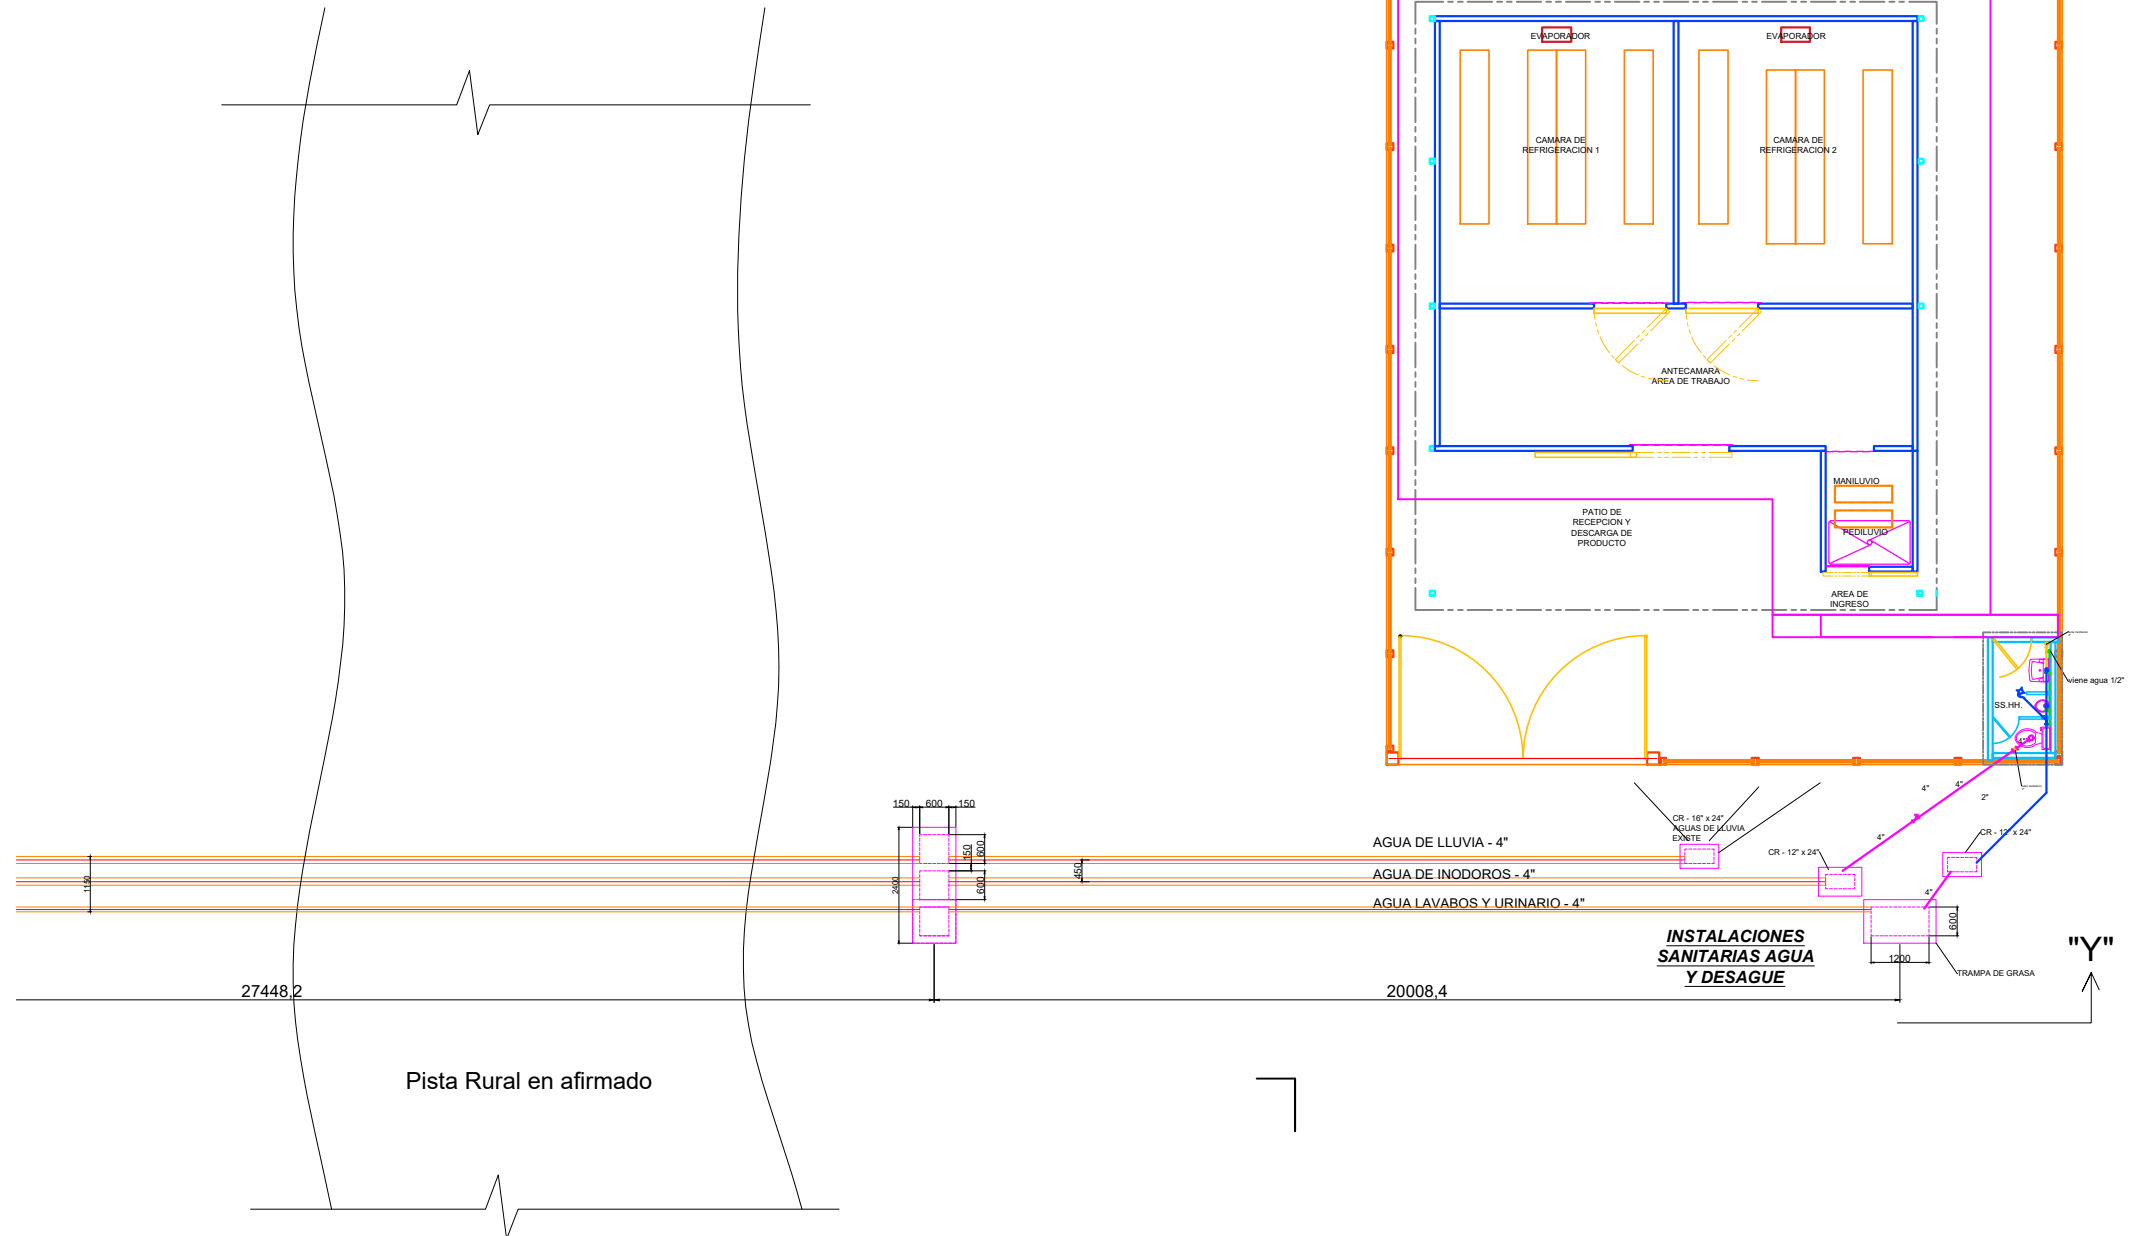 EVAPORADOR
EVAPORADOR
CAMARA DE
REFRIGERACION 1
CAMARA DE
REFRIGERACION 2
ANTECAMARA
AREA DE TRABAJO
MANILUVIO
PATIO DE
RECEPCION Y
DESCARGA DE
PRODUCTO
PEDILUVIO
AREA DE
INGRESO
viene agua 1/2"
SS.HH.
4"
4"
4"
2"
150
600
150
CR - 16" x 24"
AGUAS DE LLUVIA
EXISTE
4"
CR - 12" x 24"
AGUA DE LLUVIA - 4"
CR - 12" x 24"
150
600
450
AGUA DE INODOROS - 4"
1150
2400
600
4"
AGUA LAVABOS Y URINARIO - 4"
600
INSTALACIONES
SANITARIAS AGUA
Y DESAGUE
1200
TRAMPA DE GRASA
"Y"
27448,2
20008,4
Pista Rural en afirmado